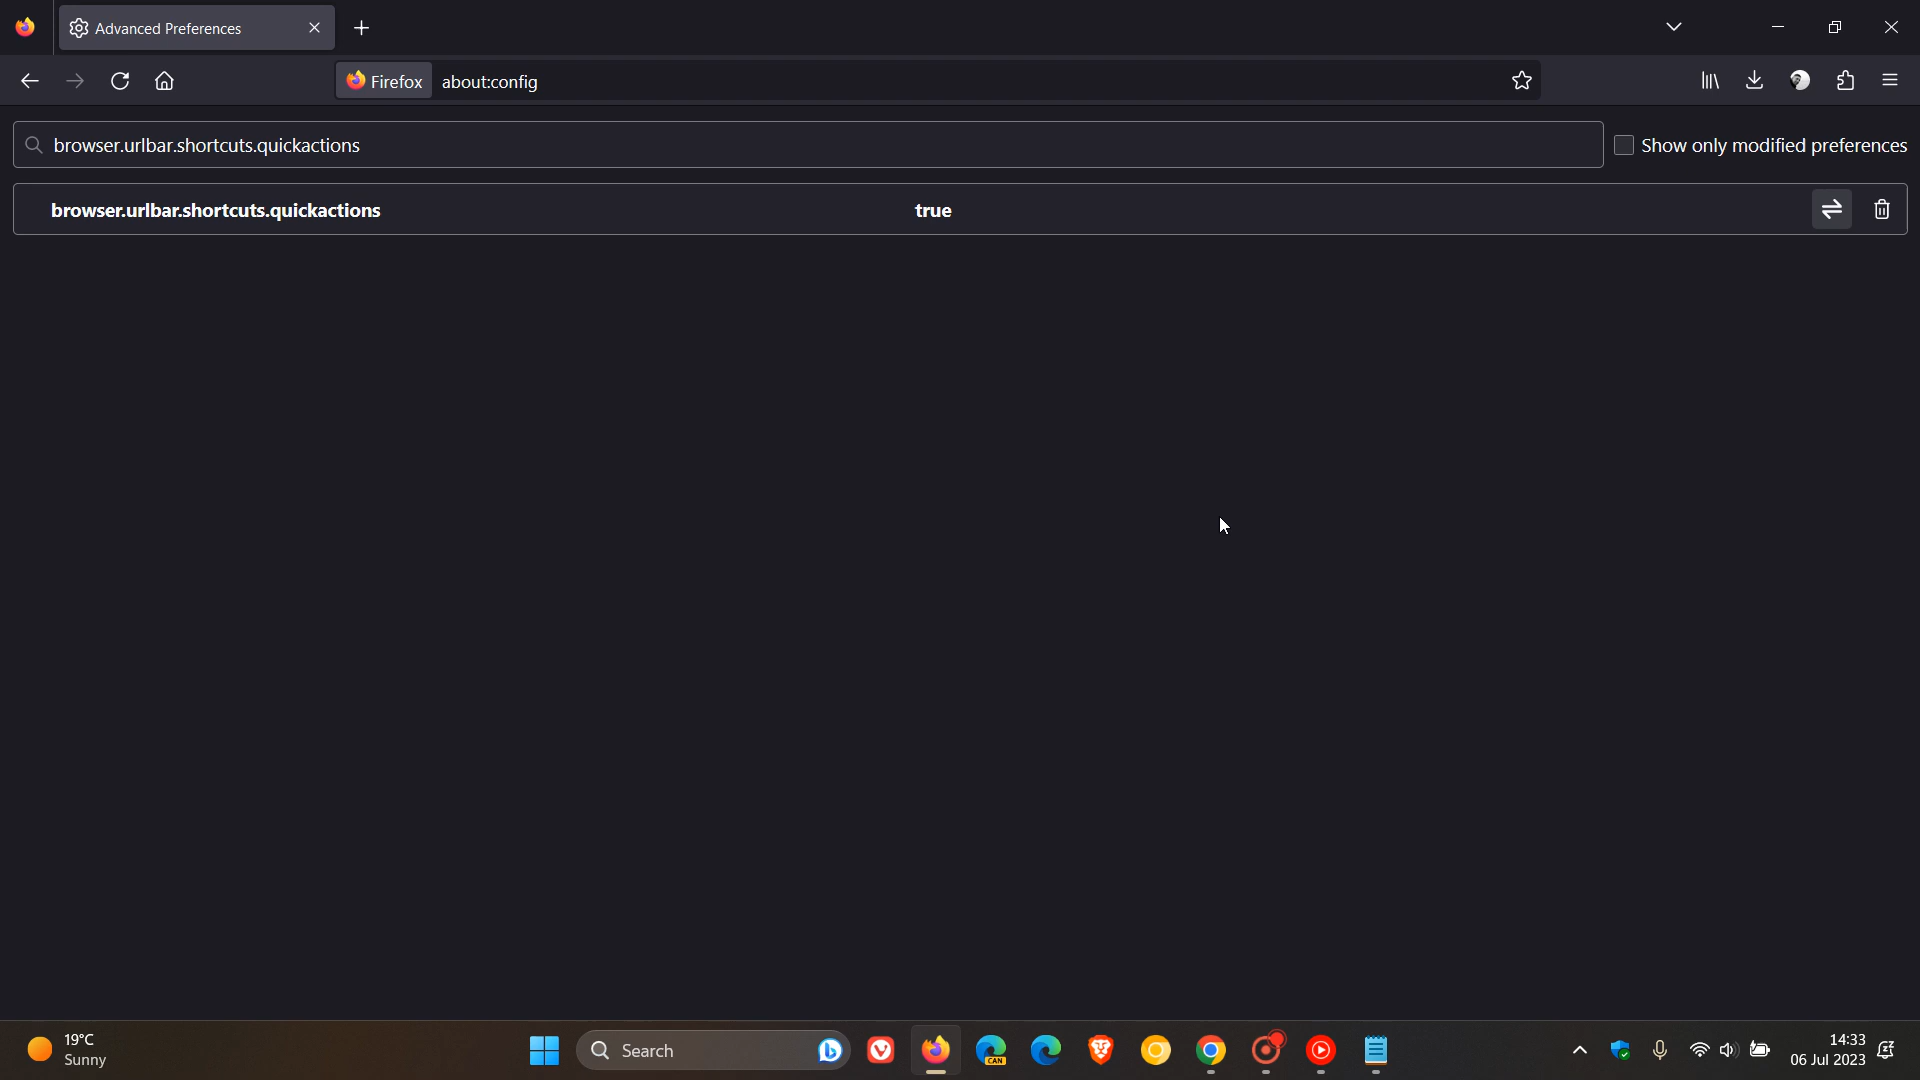 Advanced Preferences
Firefox about:config
browser.urlbar.shortcuts.quickactions
Show only modified preferences
browser.urlbar.shortcuts.quickactions true
19°C
Sunny
Search
CAN
14:33
06 Jul 2023